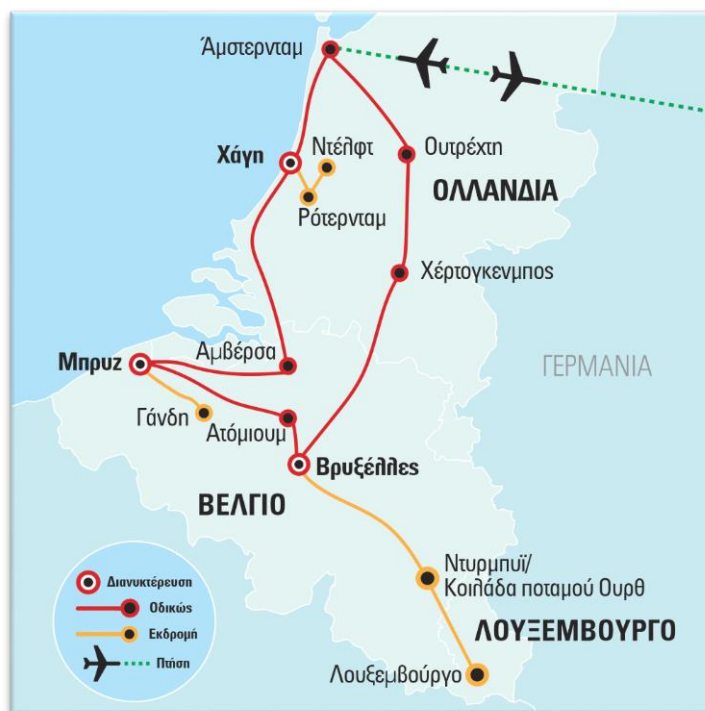 Άμστερνταμ
Χάγη
Ντέλφτ
Ουτρέχτη
Ρότερνταμ
ΟΛΛΑΝΔΙΑ
Χέρτογκενμπος
Αμβέρσα
Μπρυζ
ΓΕΡΜΑΝΙΑ
Γάνδη
Ατόμιουμ
Βρυξέλλες
ΒΕΛΓΙΟ
Ντυρμπυϊ/
Κοιλάδα ποταμού Ουρθ
ΛΟΥΞΕΜΒΟΥΡΓΟ
Λουξεμβούργο
Διανυκτέρευση
Οδικώς
Εκδρομή
Πτήση